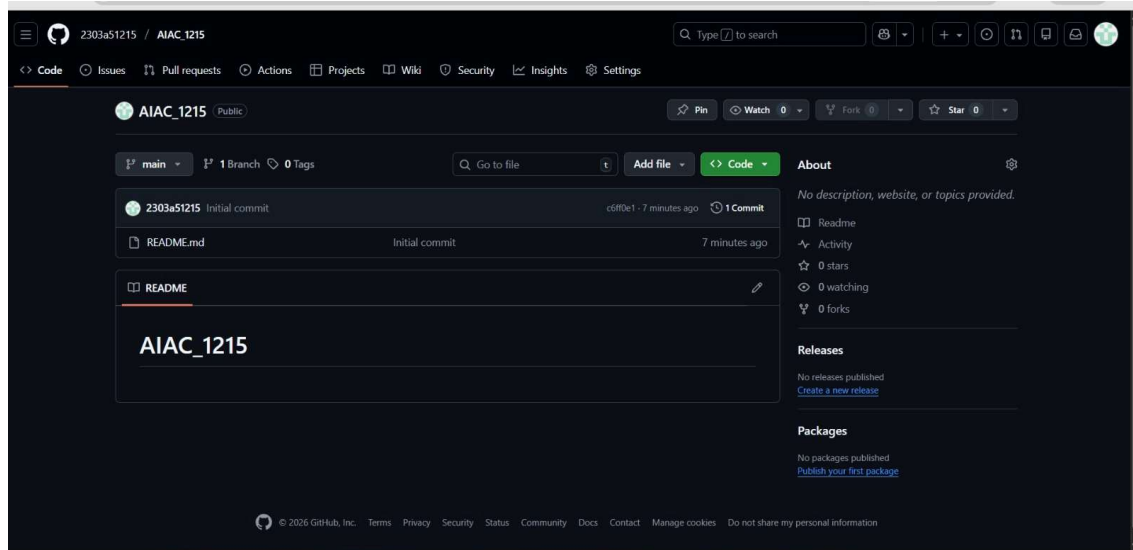 2303a51215 / AIAC_1215
Type / to search
Code Issues Pull requests Actions Projects Wiki Security Insights Settings
AIAC_1215 Public
Pin Watch 0 Fork 0 Star 0
main 1 Branch 0 Tags
Go to file t Add file Code
2303a51215 Initial commit c6ff0e1 · 7 minutes ago 1 Commit
README.md Initial commit 7 minutes ago
README
AIAC_1215
About
No description, website, or topics provided.
Readme
Activity
0 stars
0 watching
0 forks
Releases
No releases published
Create a new release
Packages
No packages published
Publish your first package
© 2026 GitHub, Inc. Terms Privacy Security Status Community Docs Contact Manage cookies Do not share my personal information